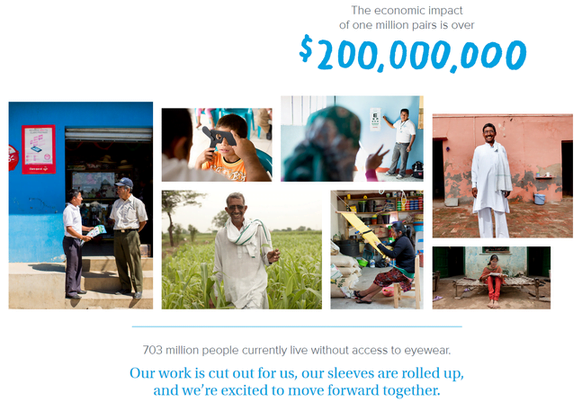 The economic impact
of one million pairs is over
$200,000,000
703 million people currently live without access to eyewear.
Our work is cut out for us, our sleeves are rolled up,
and we're excited to move forward together.